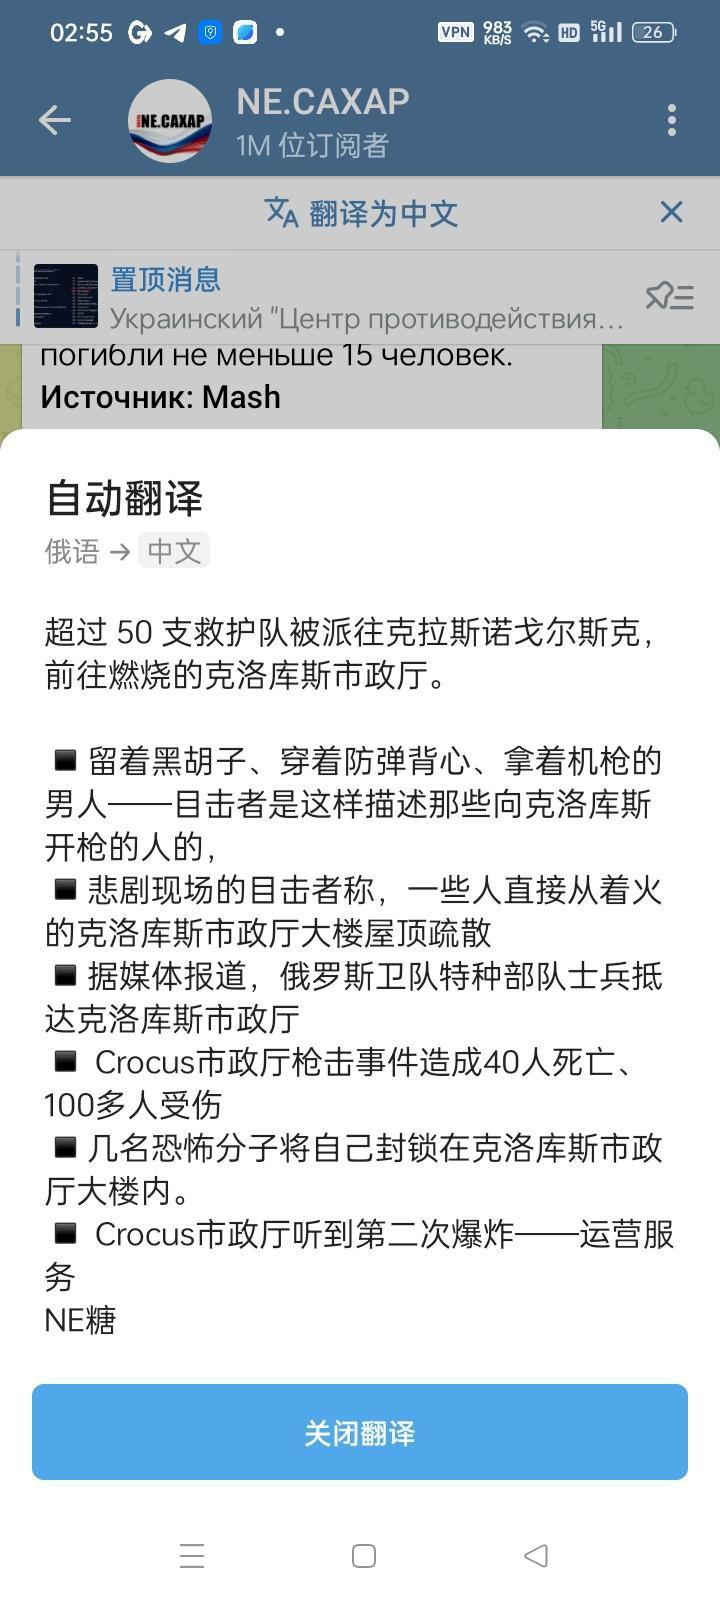 02:55
VPN 983 KB/S HD 5G 26
NE.CAXAP
NE.CAXAP
1M 位订阅者
翻译为中文
置顶消息
Украинский "Центр противодействия...
погибли не меньше 15 человек.
Источник: Mash
自动翻译
俄语 → 中文
超过 50 支救护队被派往克拉斯诺戈尔斯克，
前往燃烧的克洛库斯市政厅。
◾ 留着黑胡子、穿着防弹背心、拿着机枪的
男人——目击者是这样描述那些向克洛库斯
开枪的人的，
◾ 悲剧现场的目击者称，一些人直接从着火
的克洛库斯市政厅大楼屋顶疏散
◾ 据媒体报道，俄罗斯卫队特种部队士兵抵
达克洛库斯市政厅
◾ Crocus市政厅枪击事件造成40人死亡、
100多人受伤
◾ 几名恐怖分子将自己封锁在克洛库斯市政
厅大楼内。
◾ Crocus市政厅听到第二次爆炸——运营服
务
NE糖
关闭翻译